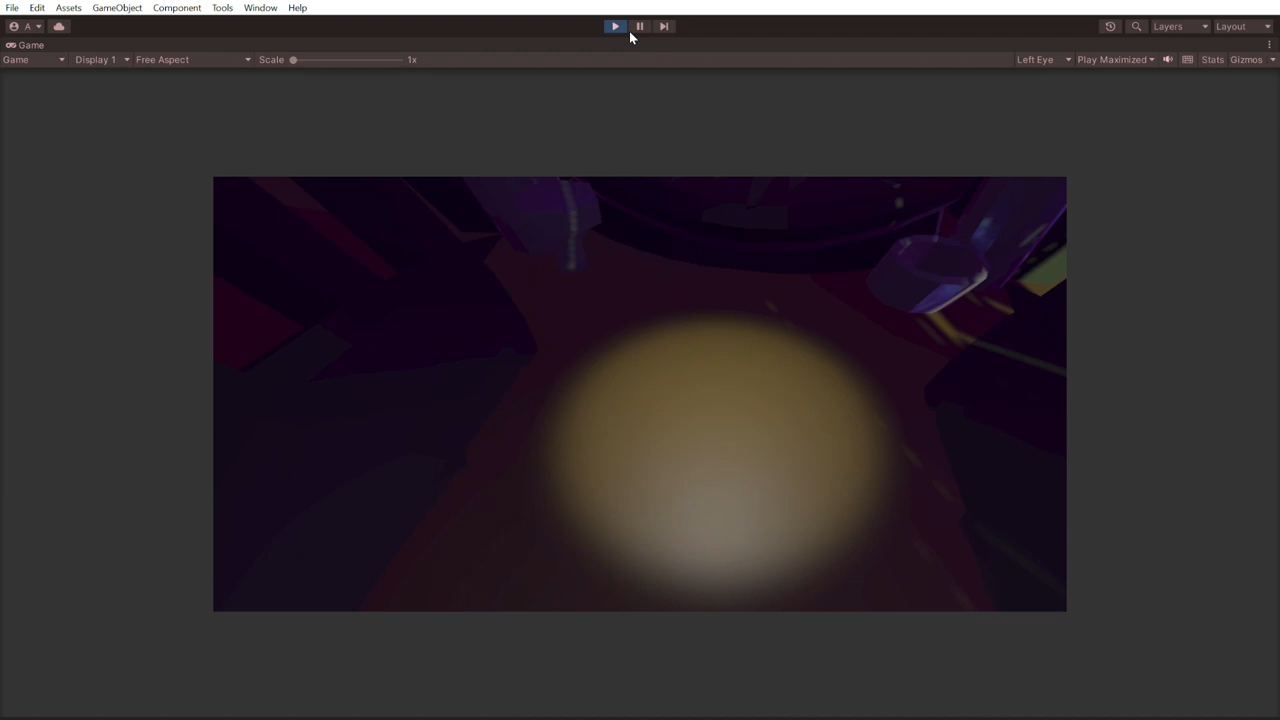 File Edit Assets GameObject Component Tools Window Help
A Layers Layout
Game
Game Display 1 Free Aspect Scale 1x Left Eye Play Maximized Stats Gizmos